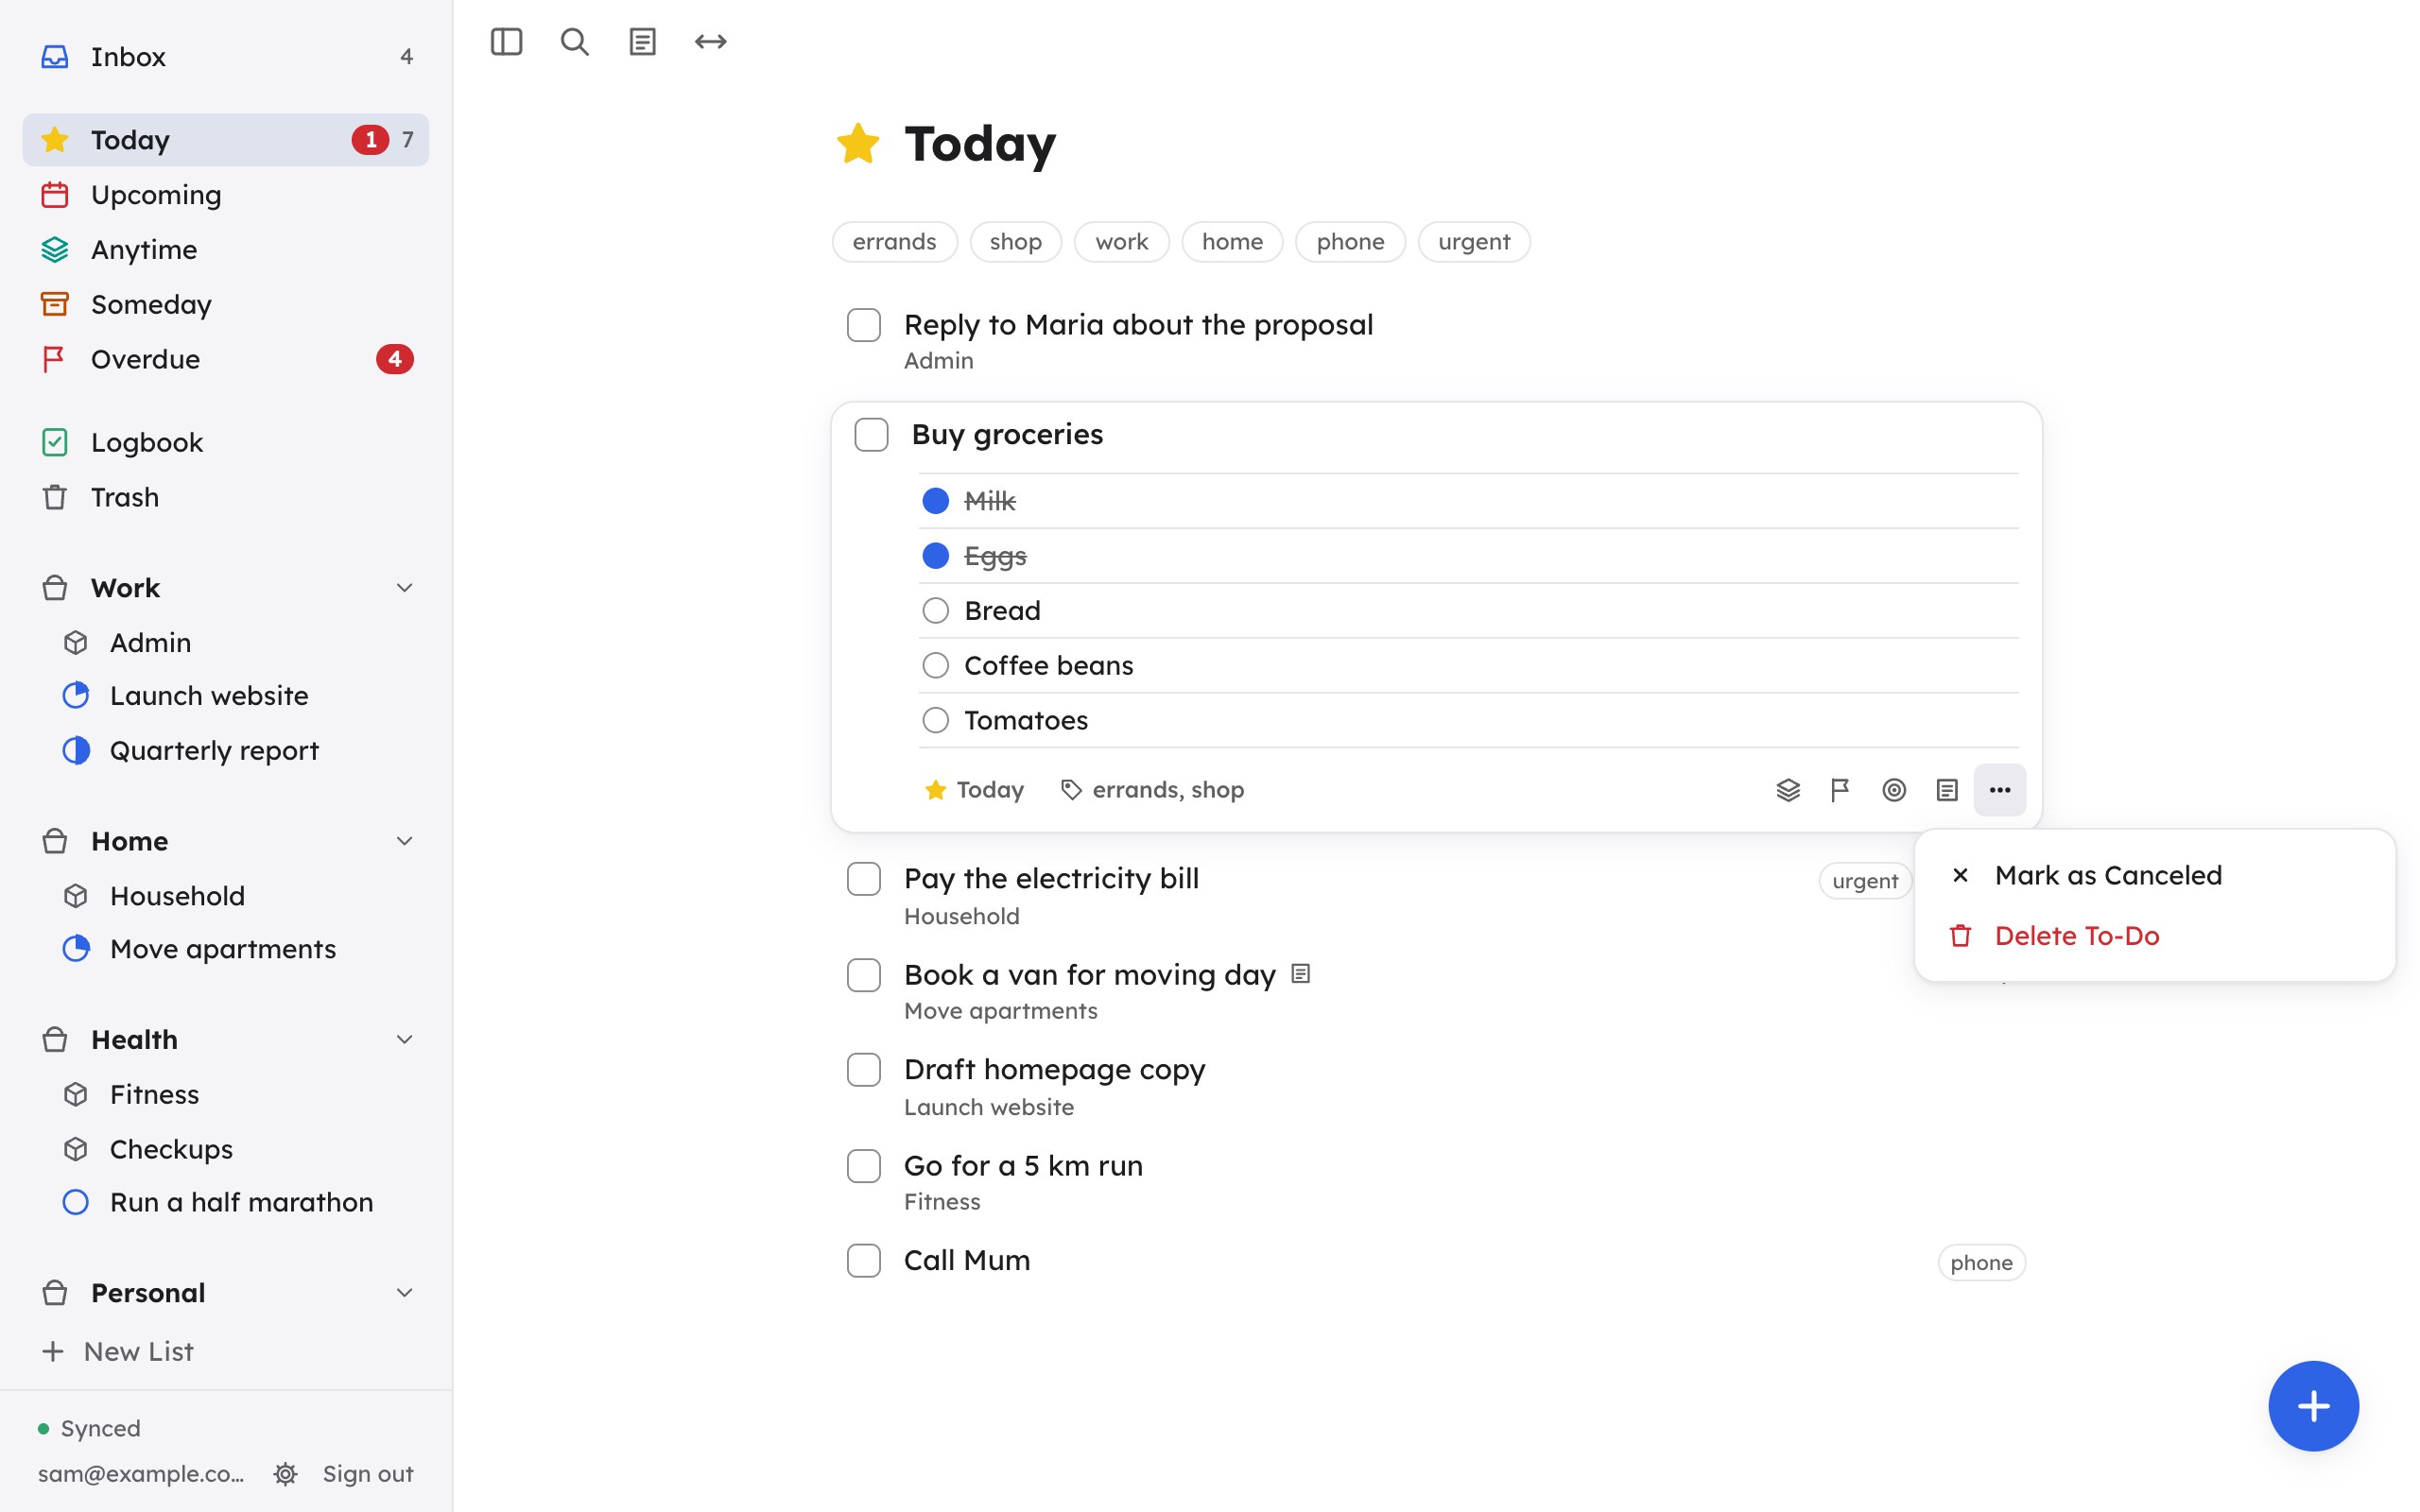 Inbox 4
Today 1 7
Upcoming
Anytime
Someday
Overdue 4
Logbook
Trash
Work
Admin
Launch website
Quarterly report
Home
Household
Move apartments
Health
Fitness
Checkups
Run a half marathon
Personal
New List
Synced
sam@example.co… Sign out
Today
errands shop work home phone urgent
Reply to Maria about the proposal
Admin
Buy groceries
Milk
Eggs
Bread
Coffee beans
Tomatoes
Today errands, shop
Pay the electricity bill urgent
Household
Mark as Canceled
Delete To-Do
Book a van for moving day
Move apartments
Draft homepage copy
Launch website
Go for a 5 km run
Fitness
Call Mum phone